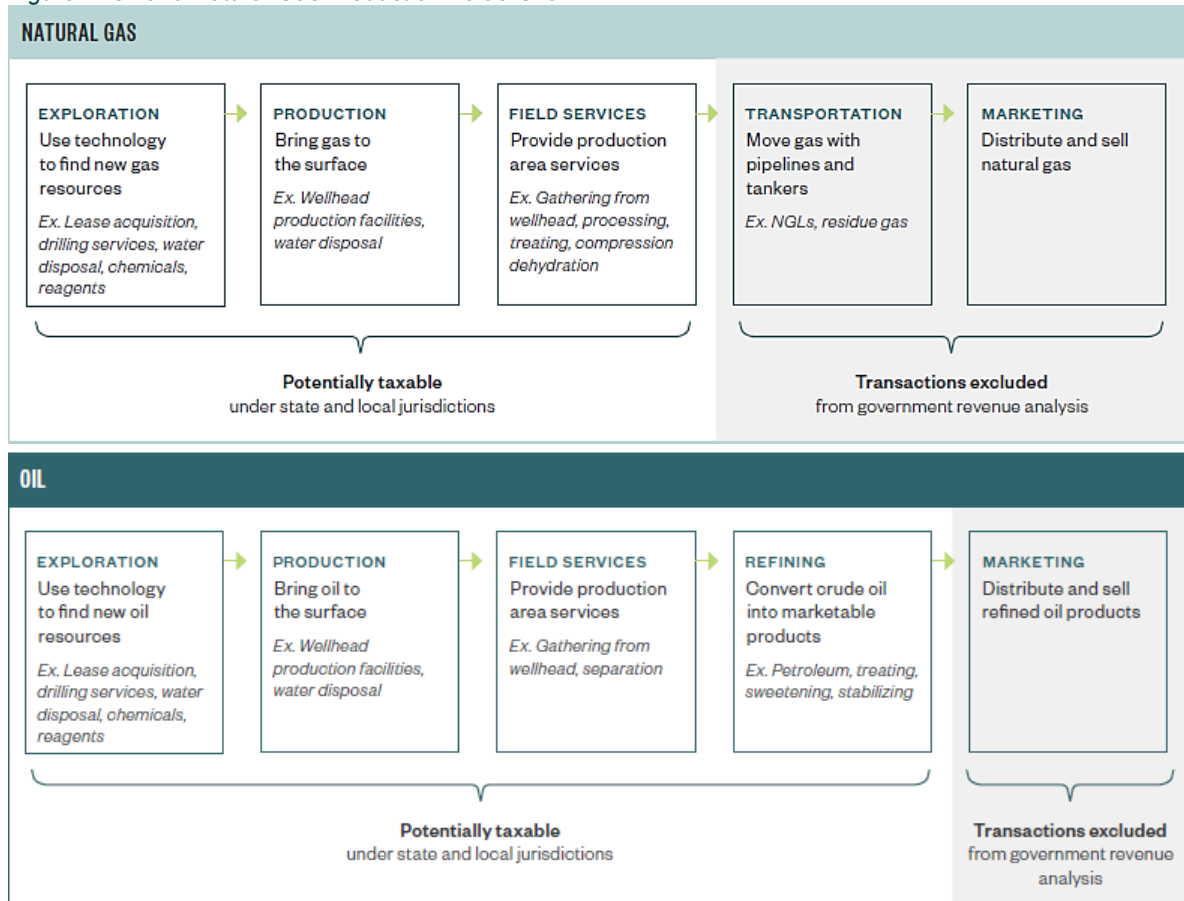 NATURAL GAS
EXPLORATION
Use technology
to find new gas
resources
Ex. Lease acquisition,
drilling services, water
disposal, chemicals,
reagents
PRODUCTION
Bring gas to
the surface
Ex. Wellhead
production facilities,
water disposal
FIELD SERVICES
Provide production
area services
Ex. Gathering from
wellhead, processing,
treating, compression
dehydration
TRANSPORTATION
Move gas with
pipelines and
tankers
Ex. NGLs, residue gas
MARKETING
Distribute and sell
natural gas
Potentially taxable
under state and local jurisdictions
Transactions excluded
from government revenue analysis
OIL
EXPLORATION
Use technology
to find new oil
resources
Ex. Lease acquisition,
drilling services, water
disposal, chemicals,
reagents
PRODUCTION
Bring oil to
the surface
Ex. Wellhead
production facilities,
water disposal
FIELD SERVICES
Provide production
area services
Ex. Gathering from
wellhead, separation
REFINING
Convert crude oil
into marketable
products
Ex. Petroleum, treating,
sweetening, stabilizing
MARKETING
Distribute and sell
refined oil products
Potentially taxable
under state and local jurisdictions
Transactions excluded
from government revenue
analysis